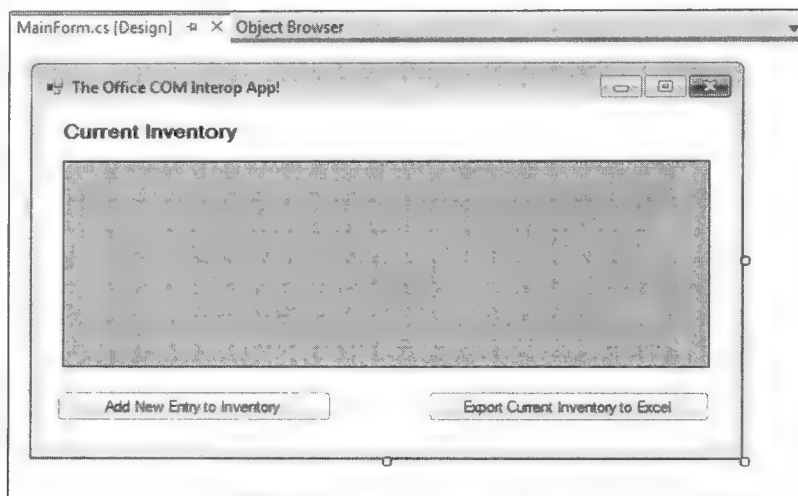 MainForm.cs [Design] Object Browser
The Office COM Interop App!
Current Inventory
Add New Entry to Inventory Export Current Inventory to Excel